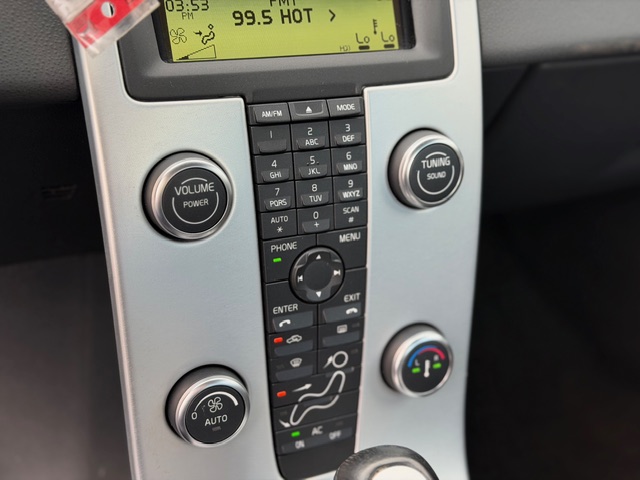 03:53
PM
FM1
99.5 HOT >
Lo Lo
AM/FM
MODE
1
2 ABC
3 DEF
4 GHI
5 JKL
6 MNO
7 PQRS
8 TUV
9 WXYZ
AUTO *
0 +
SCAN #
VOLUME
POWER
TUNING
SOUND
PHONE
MENU
ENTER
EXIT
0
AUTO
L R
AC
ON OFF